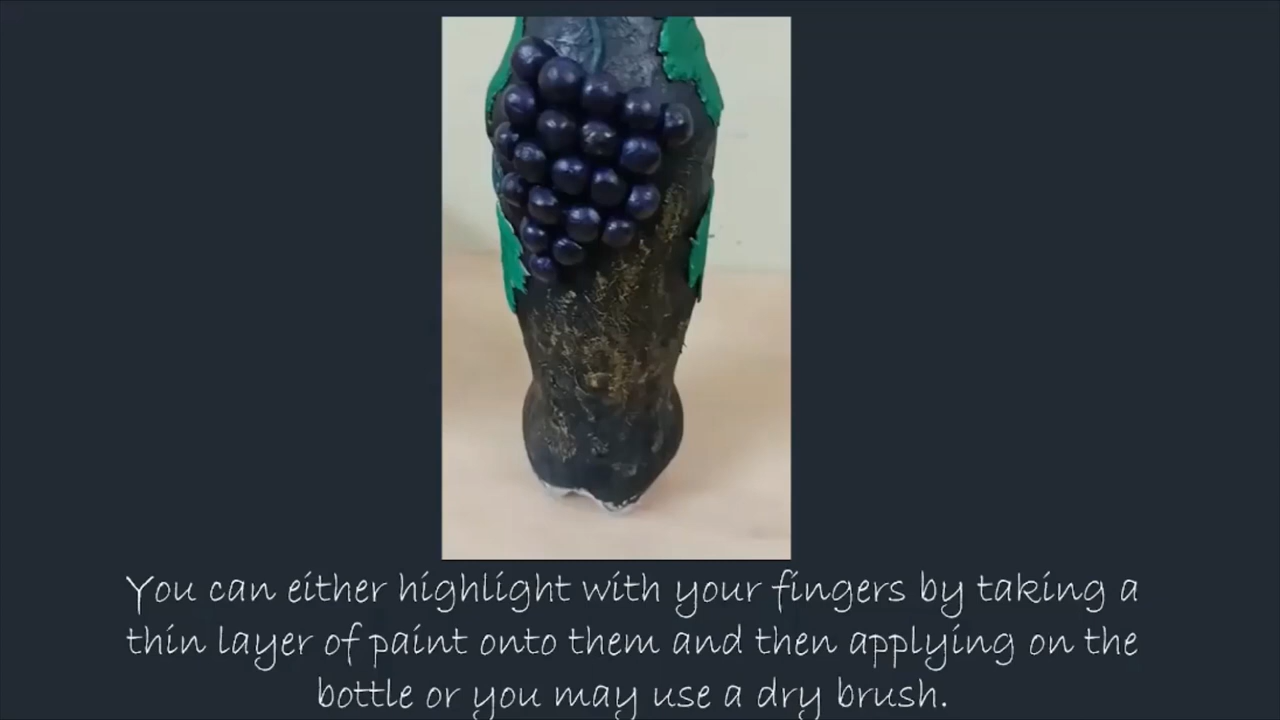 You can either highlight with your fingers by taking a
thin layer of paint onto them and then applying on the
bottle or you may use a dry brush.